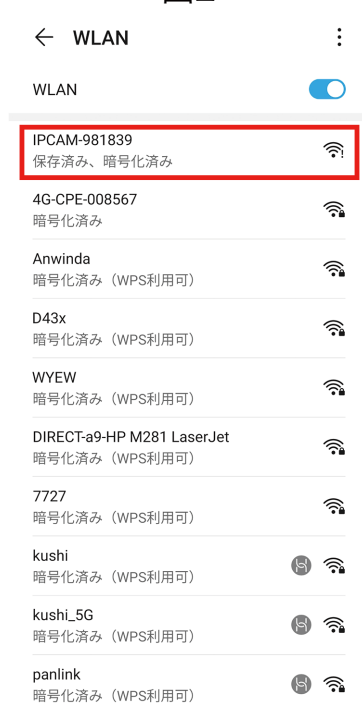 WLAN
WLAN
IPCAM-981839
保存済み、暗号化済み
4G-CPE-008567
暗号化済み
Anwinda
暗号化済み（WPS利用可）
D43x
暗号化済み（WPS利用可）
WYEW
暗号化済み（WPS利用可）
DIRECT-a9-HP M281 LaserJet
暗号化済み（WPS利用可）
7727
暗号化済み（WPS利用可）
kushi
暗号化済み（WPS利用可）
kushi_5G
暗号化済み（WPS利用可）
panlink
暗号化済み（WPS利用可）